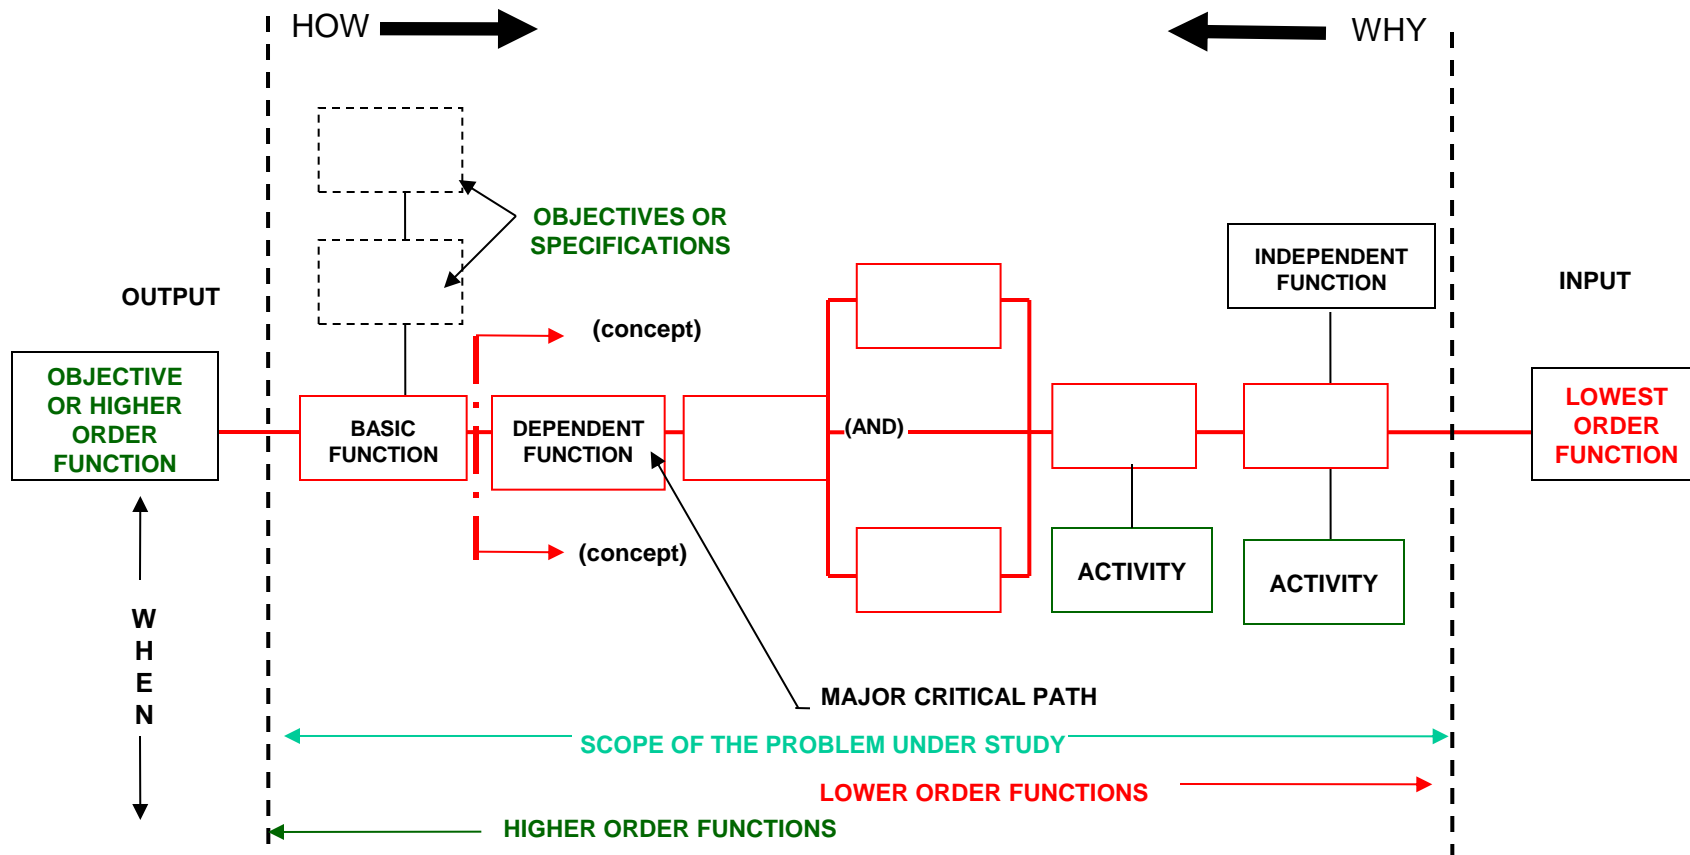 HOW
WHY
OBJECTIVES OR
SPECIFICATIONS
INDEPENDENT
FUNCTION
OUTPUT
INPUT
(concept)
OBJECTIVE
OR HIGHER
ORDER
FUNCTION
BASIC
FUNCTION
DEPENDENT
FUNCTION
(AND)
LOWEST
ORDER
FUNCTION
(concept)
ACTIVITY
ACTIVITY
W
H
E
N
MAJOR CRITICAL PATH
SCOPE OF THE PROBLEM UNDER STUDY
LOWER ORDER FUNCTIONS
HIGHER ORDER FUNCTIONS